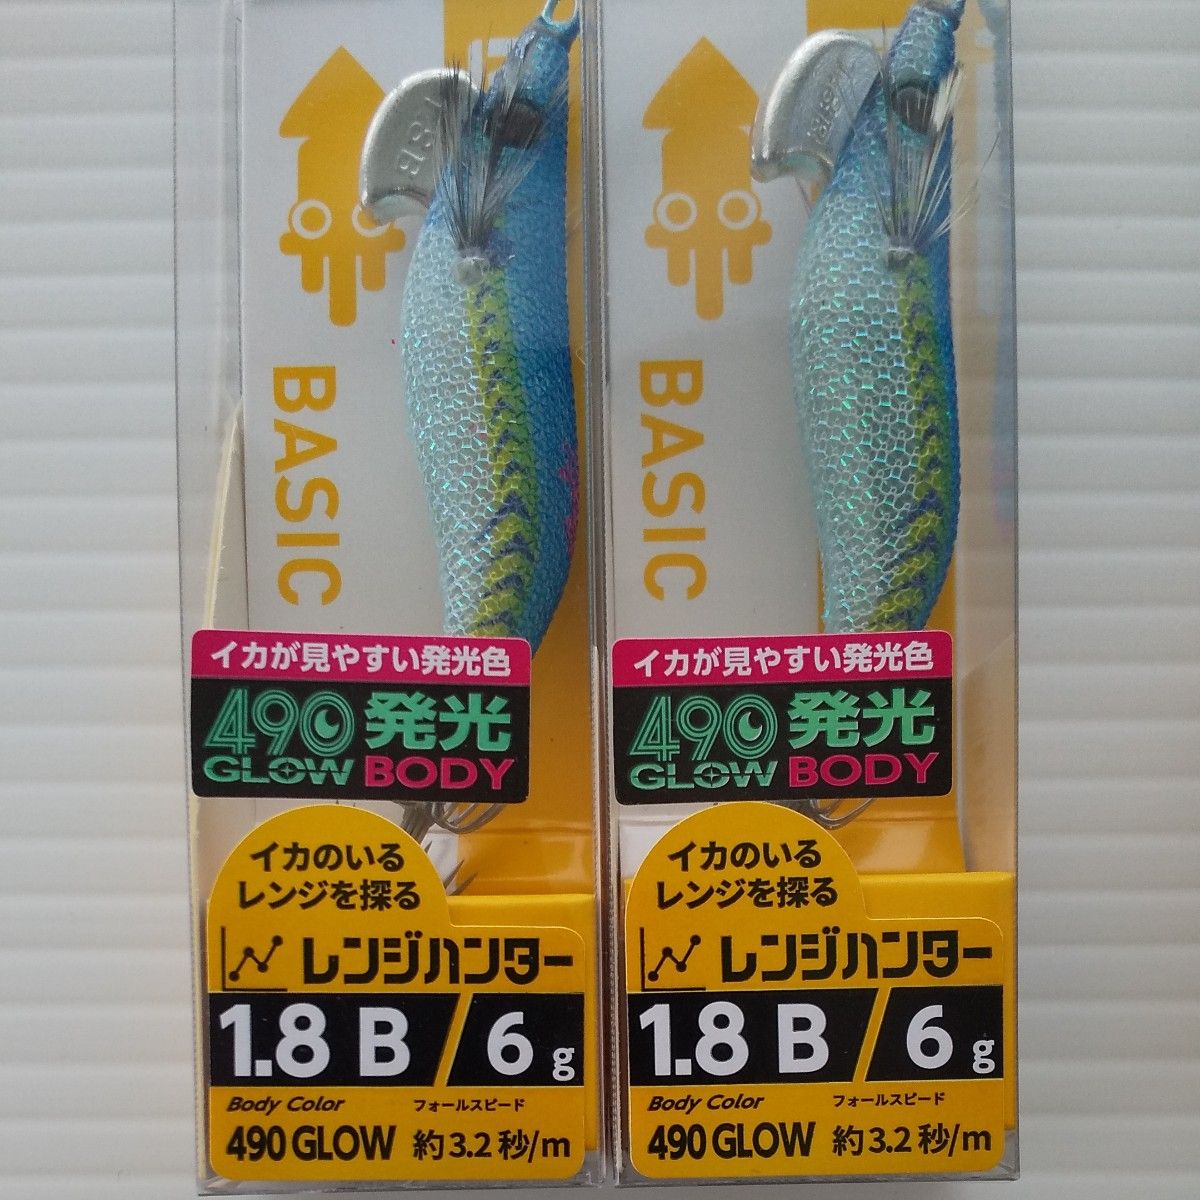 1.8B
BASIC
イカが見やすい発光色
490 発光
GLOW BODY
イカのいる
レンジを探る
レンジハンター
1.8 B / 6 g
Body Color フォールスピード
490 GLOW 約3.2秒/m
BASIC
イカが見やすい発光色
490 発光
GLOW BODY
イカのいる
レンジを探る
レンジハンター
1.8 B / 6 g
Body Color フォールスピード
490 GLOW 約3.2秒/m